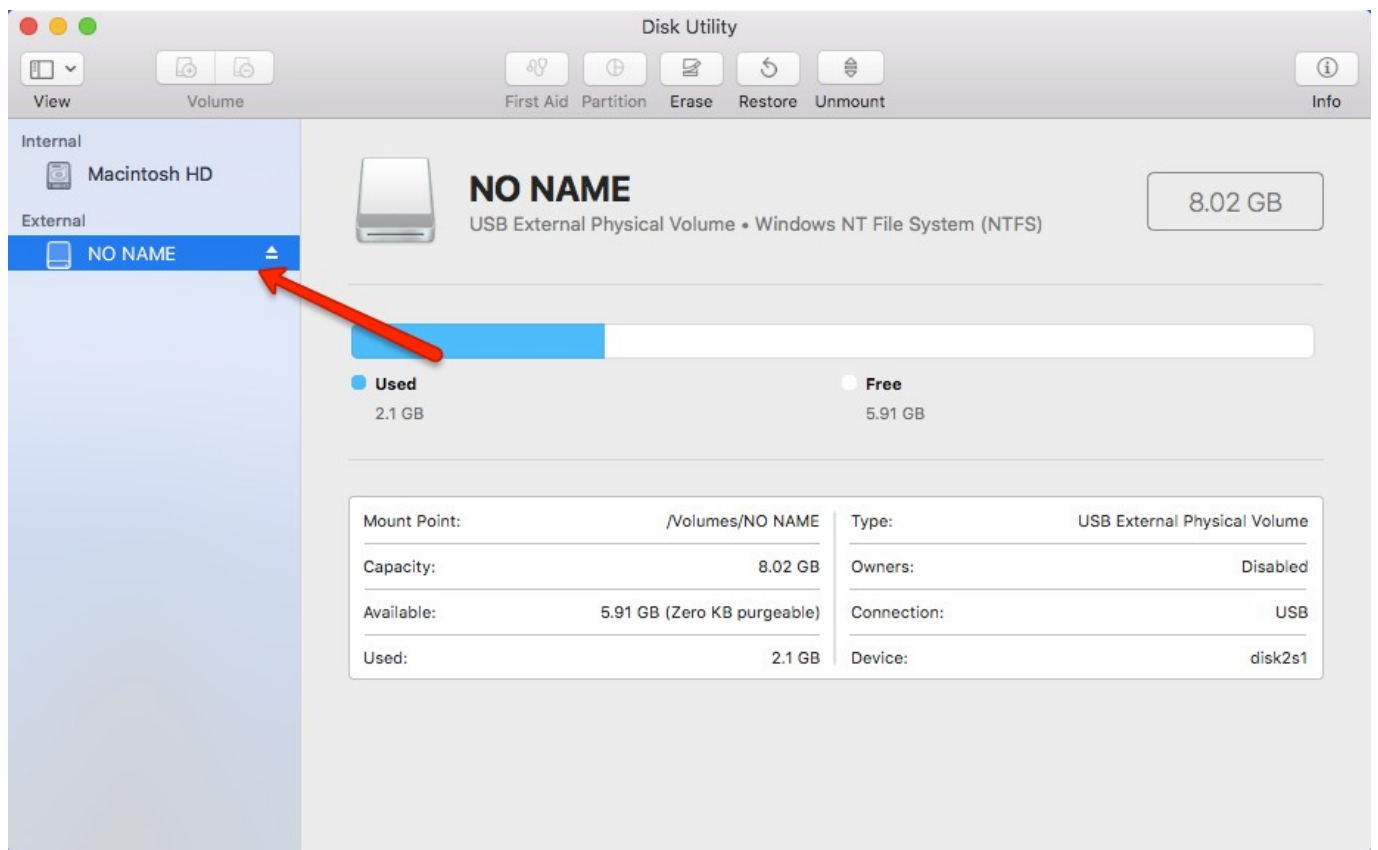 Disk Utility
View
Volume
First Aid
Partition
Erase
Restore
Unmount
Info
Internal
Macintosh HD
External
NO NAME
NO NAME
USB External Physical Volume • Windows NT File System (NTFS)
8.02 GB
Used
2.1 GB
Free
5.91 GB
Mount Point: /Volumes/NO NAME
Capacity: 8.02 GB
Available: 5.91 GB (Zero KB purgeable)
Used: 2.1 GB
Type: USB External Physical Volume
Owners: Disabled
Connection: USB
Device: disk2s1